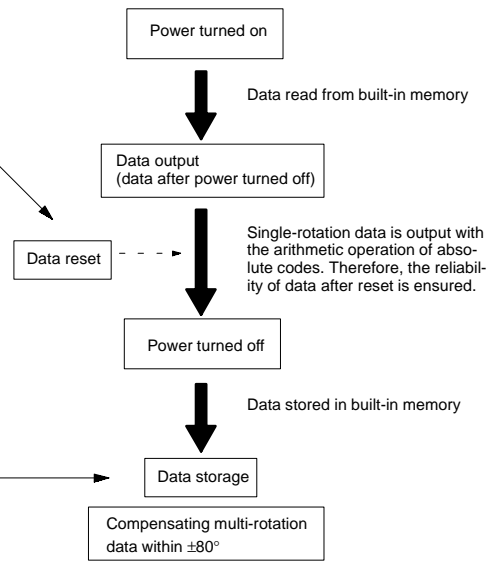 Power turned on
Data read from built-in memory
Data output
(data after power turned off)
Single-rotation data is output with
the arithmetic operation of abso-
lute codes. Therefore, the reliabil-
ity of data after reset is ensured.
Data reset
Power turned off
Data stored in built-in memory
Data storage
Compensating multi-rotation
data within ±80°